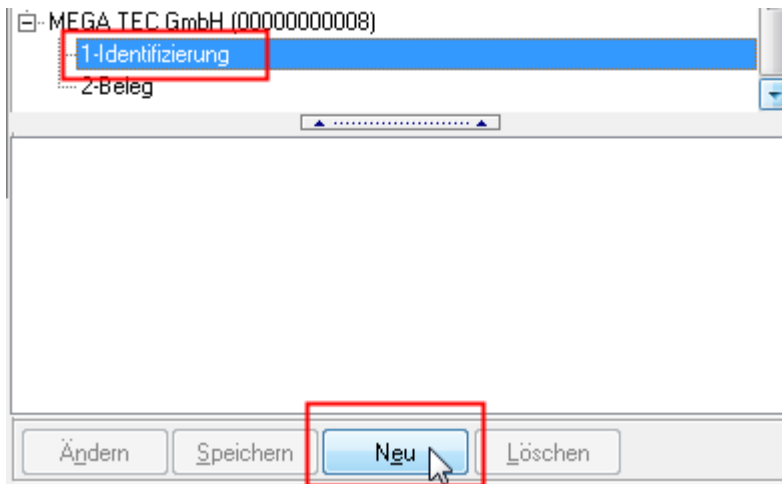 MEGA TEC GmbH (00000000008)
1-Identifizierung
2-Beleg
Ändern Speichern Neu Löschen